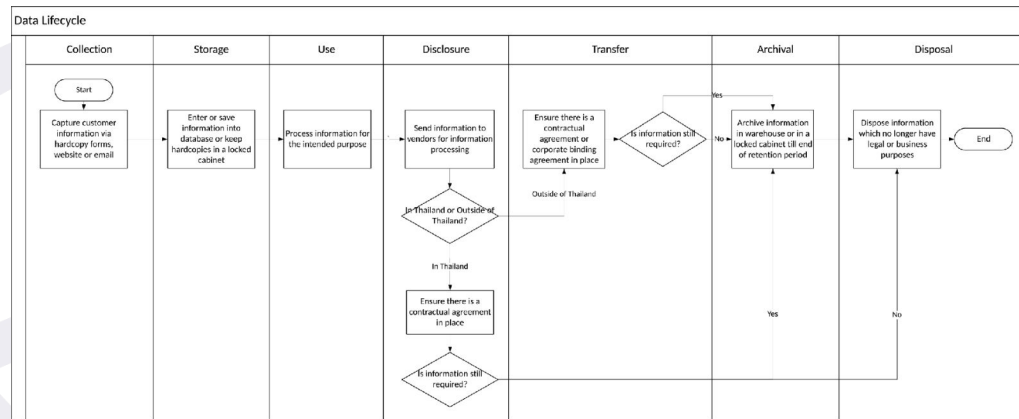 Data Lifecycle
Collection
Storage
Use
Disclosure
Transfer
Archival
Disposal
Start
Capture customer
information via
hardcopy forms,
website or email
Enter or save
information into
database or keep
hardcopies in a locked
cabinet
Process information for
the intended purpose
Send information to
vendors for information
processing
In Thailand or Outside of
Thailand?
In Thailand
Ensure there is a
contractual agreement
in place
Is information still
required?
Outside of Thailand
Ensure there is a
contractual
agreement or
corporate binding
agreement in place
Is information still
required?
Yes
No
Archive information
in warehouse or in a
locked cabinet till end
of retention period
Yes
Dispose information
which no longer have
legal or business
purposes
No
End